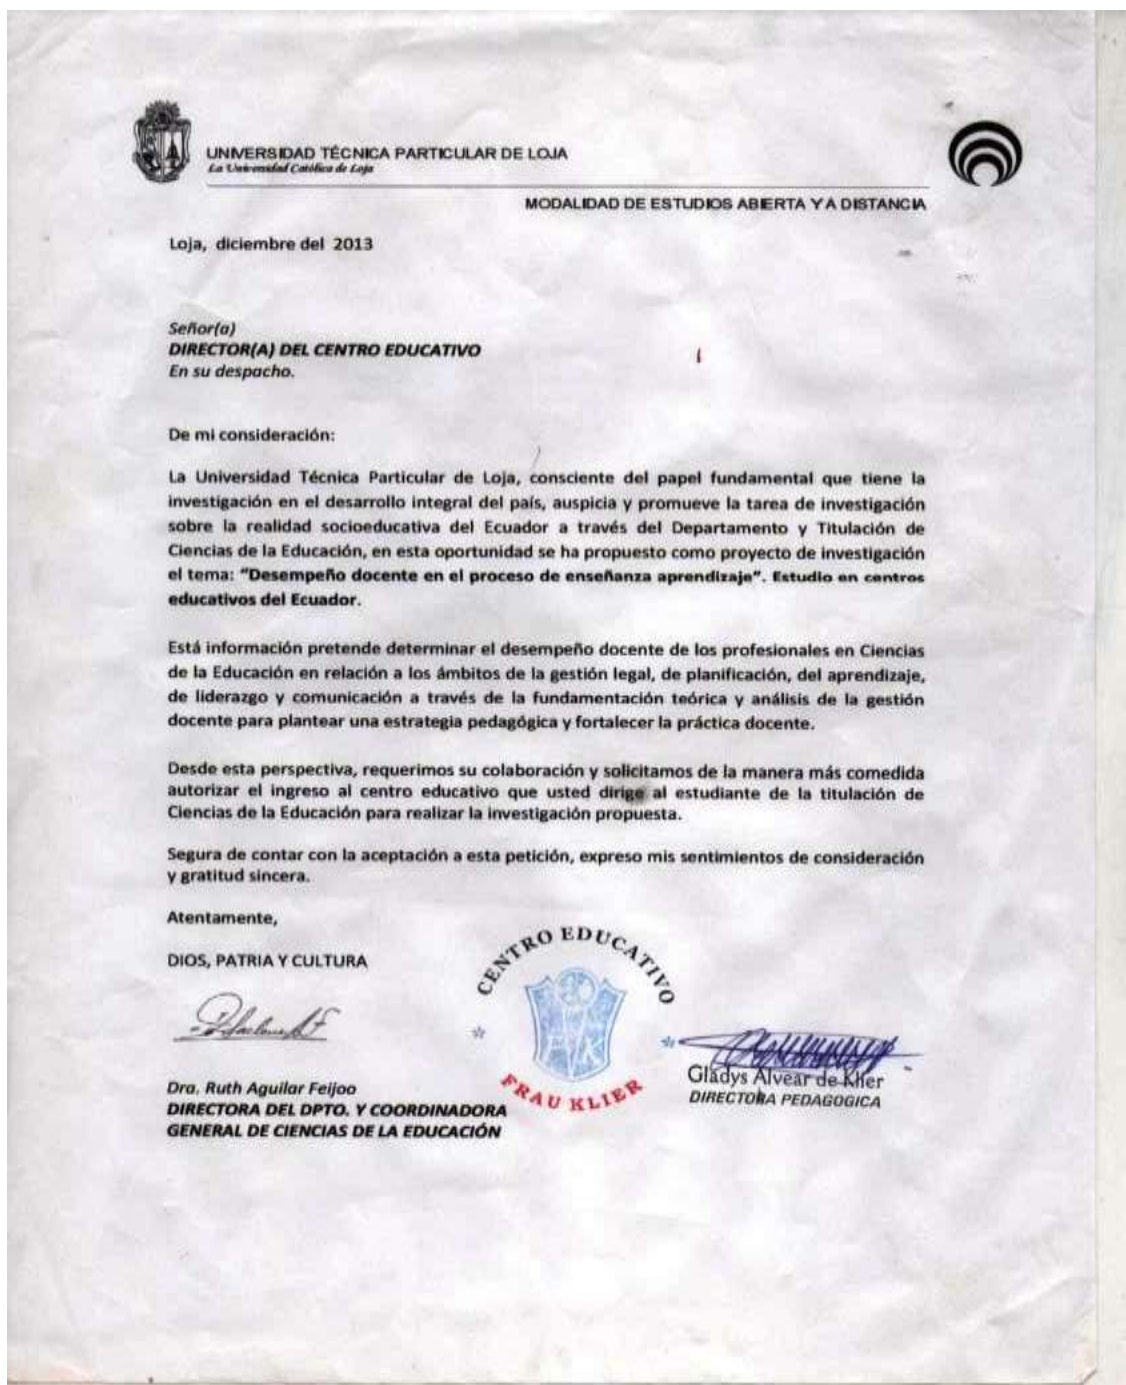 UNIVERSIDAD TÉCNICA PARTICULAR DE LOJA
La Universidad Católica de Loja
MODALIDAD DE ESTUDIOS ABIERTA Y A DISTANCIA
Loja, diciembre del 2013
Señor(a)
DIRECTOR(A) DEL CENTRO EDUCATIVO
En su despacho.
De mi consideración:
La Universidad Técnica Particular de Loja, consciente del papel fundamental que tiene la
investigación en el desarrollo integral del país, auspicia y promueve la tarea de investigación
sobre la realidad socioeducativa del Ecuador a través del Departamento y Titulación de
Ciencias de la Educación, en esta oportunidad se ha propuesto como proyecto de investigación
el tema: "Desempeño docente en el proceso de enseñanza aprendizaje". Estudio en centros
educativos del Ecuador.
Está información pretende determinar el desempeño docente de los profesionales en Ciencias
de la Educación en relación a los ámbitos de la gestión legal, de planificación, del aprendizaje,
de liderazgo y comunicación a través de la fundamentación teórica y análisis de la gestión
docente para plantear una estrategia pedagógica y fortalecer la práctica docente.
Desde esta perspectiva, requerimos su colaboración y solicitamos de la manera más comedida
autorizar el ingreso al centro educativo que usted dirige al estudiante de la titulación de
Ciencias de la Educación para realizar la investigación propuesta.
Segura de contar con la aceptación a esta petición, expreso mis sentimientos de consideración
y gratitud sincera.
Atentamente,
DIOS, PATRIA Y CULTURA
CENTRO EDUCATIVO
FRAU KLIER
Gladys Alvear de Klier
DIRECTORA PEDAGOGICA
Dra. Ruth Aguilar Feijoo
DIRECTORA DEL DPTO. Y COORDINADORA
GENERAL DE CIENCIAS DE LA EDUCACIÓN